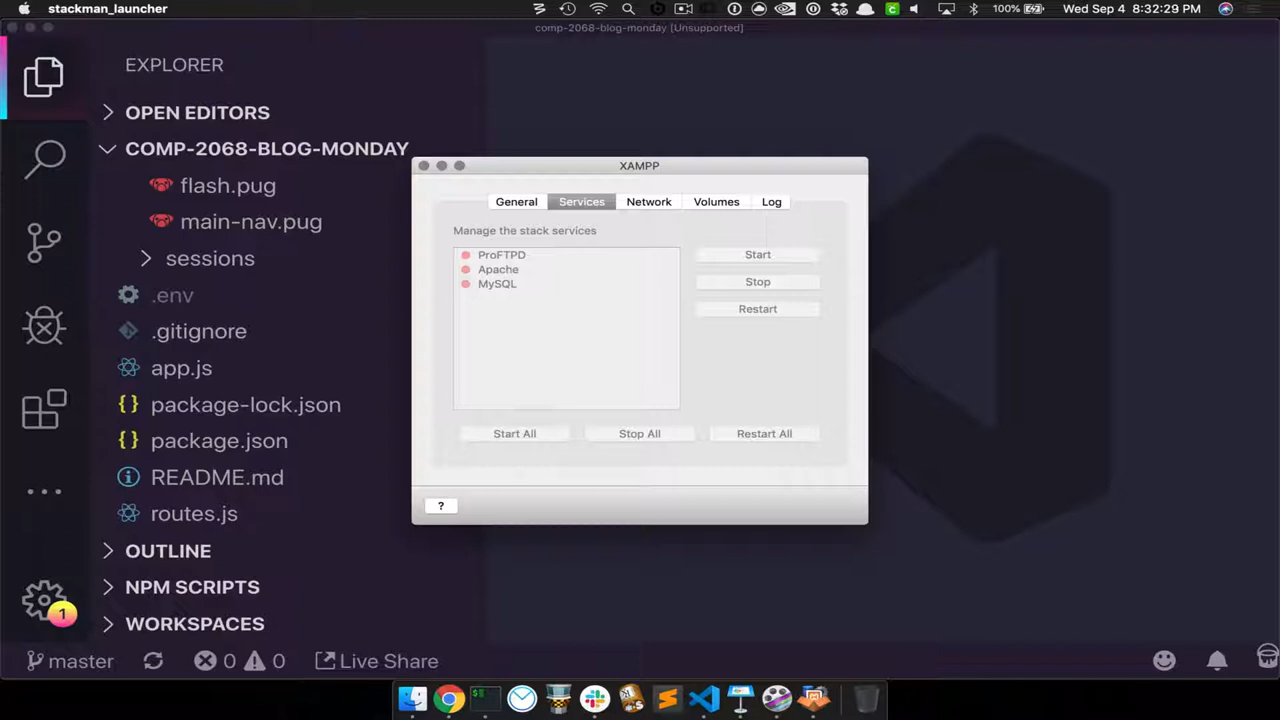 stackman_launcher
100%
Wed Sep 4 8:32:29 PM
comp-2068-blog-monday [Unsupported]
EXPLORER
OPEN EDITORS
COMP-2068-BLOG-MONDAY
flash.pug
main-nav.pug
sessions
.env
.gitignore
app.js
package-lock.json
package.json
README.md
routes.js
OUTLINE
NPM SCRIPTS
WORKSPACES
1
master
0
0
Live Share
XAMPP
General
Services
Network
Volumes
Log
Manage the stack services
ProFTPD
Apache
MySQL
Start
Stop
Restart
Start All
Stop All
Restart All
?